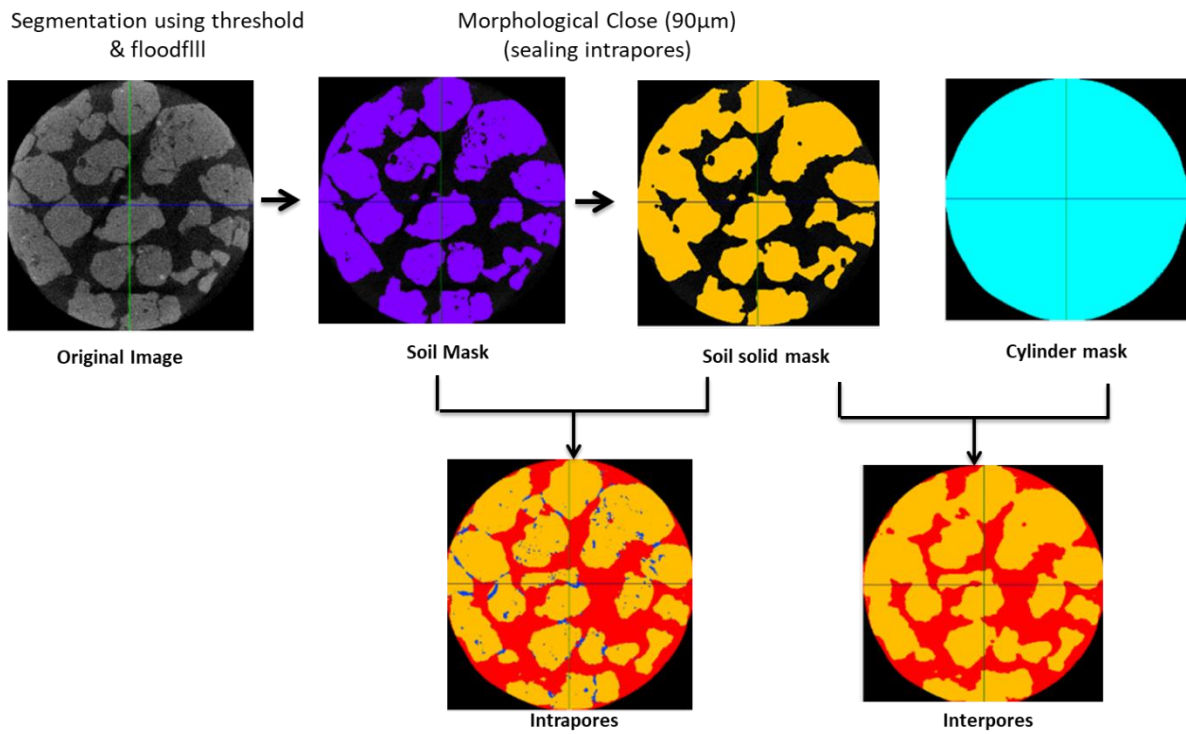 Segmentation using threshold
& floodflll
Morphological Close (90µm)
(sealing intrapores)
Original Image
Soil Mask
Soil solid mask
Cylinder mask
Intrapores
Interpores